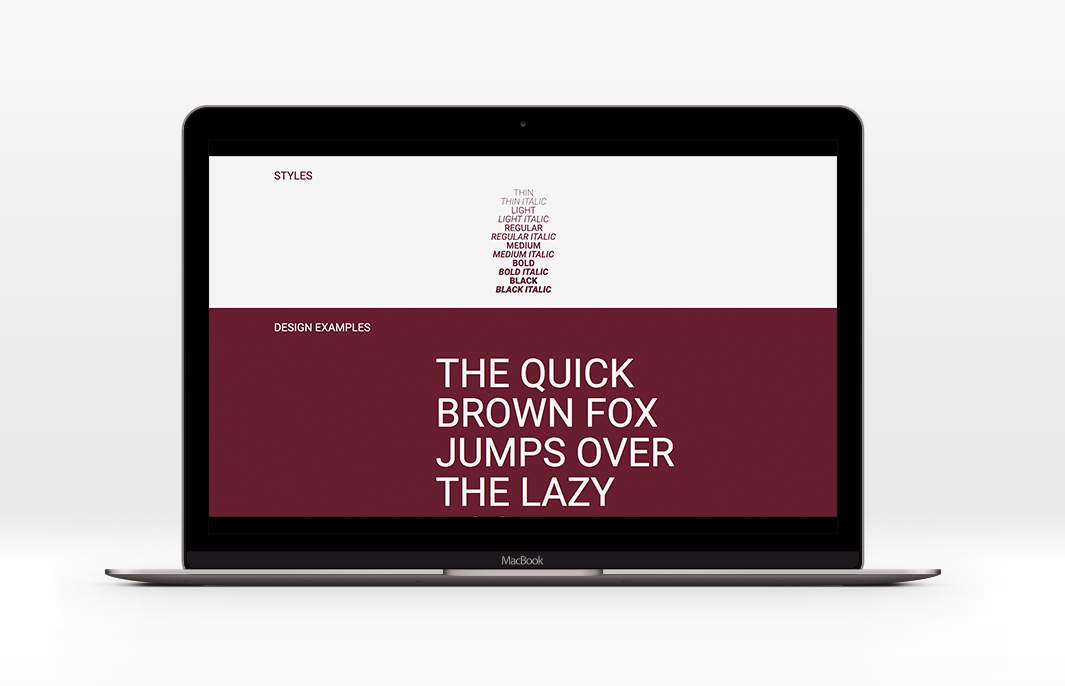 STYLES
THIN
THIN ITALIC
LIGHT
LIGHT ITALIC
REGULAR
REGULAR ITALIC
MEDIUM
MEDIUM ITALIC
BOLD
BOLD ITALIC
BLACK
BLACK ITALIC
DESIGN EXAMPLES
THE QUICK
BROWN FOX
JUMPS OVER
THE LAZY
MacBook